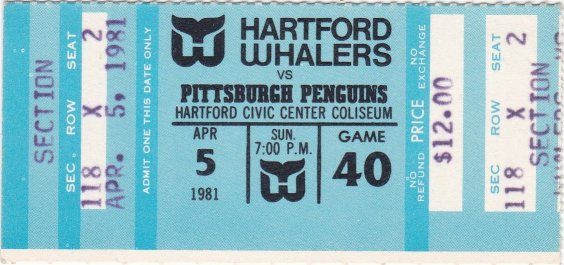 SECTION
SEC. 118 ROW X SEAT 2
APR. 5, 1981
ADMIT ONE THIS DATE ONLY
HARTFORD
WHALERS
VS
PITTSBURGH PENGUINS
HARTFORD CIVIC CENTER COLISEUM
APR
5
1981
SUN.
7:00 P.M.
GAME
40
NO REFUND PRICE NO EXCHANGE
$12.00
SEC. 118 ROW X SEAT 2
SECTION